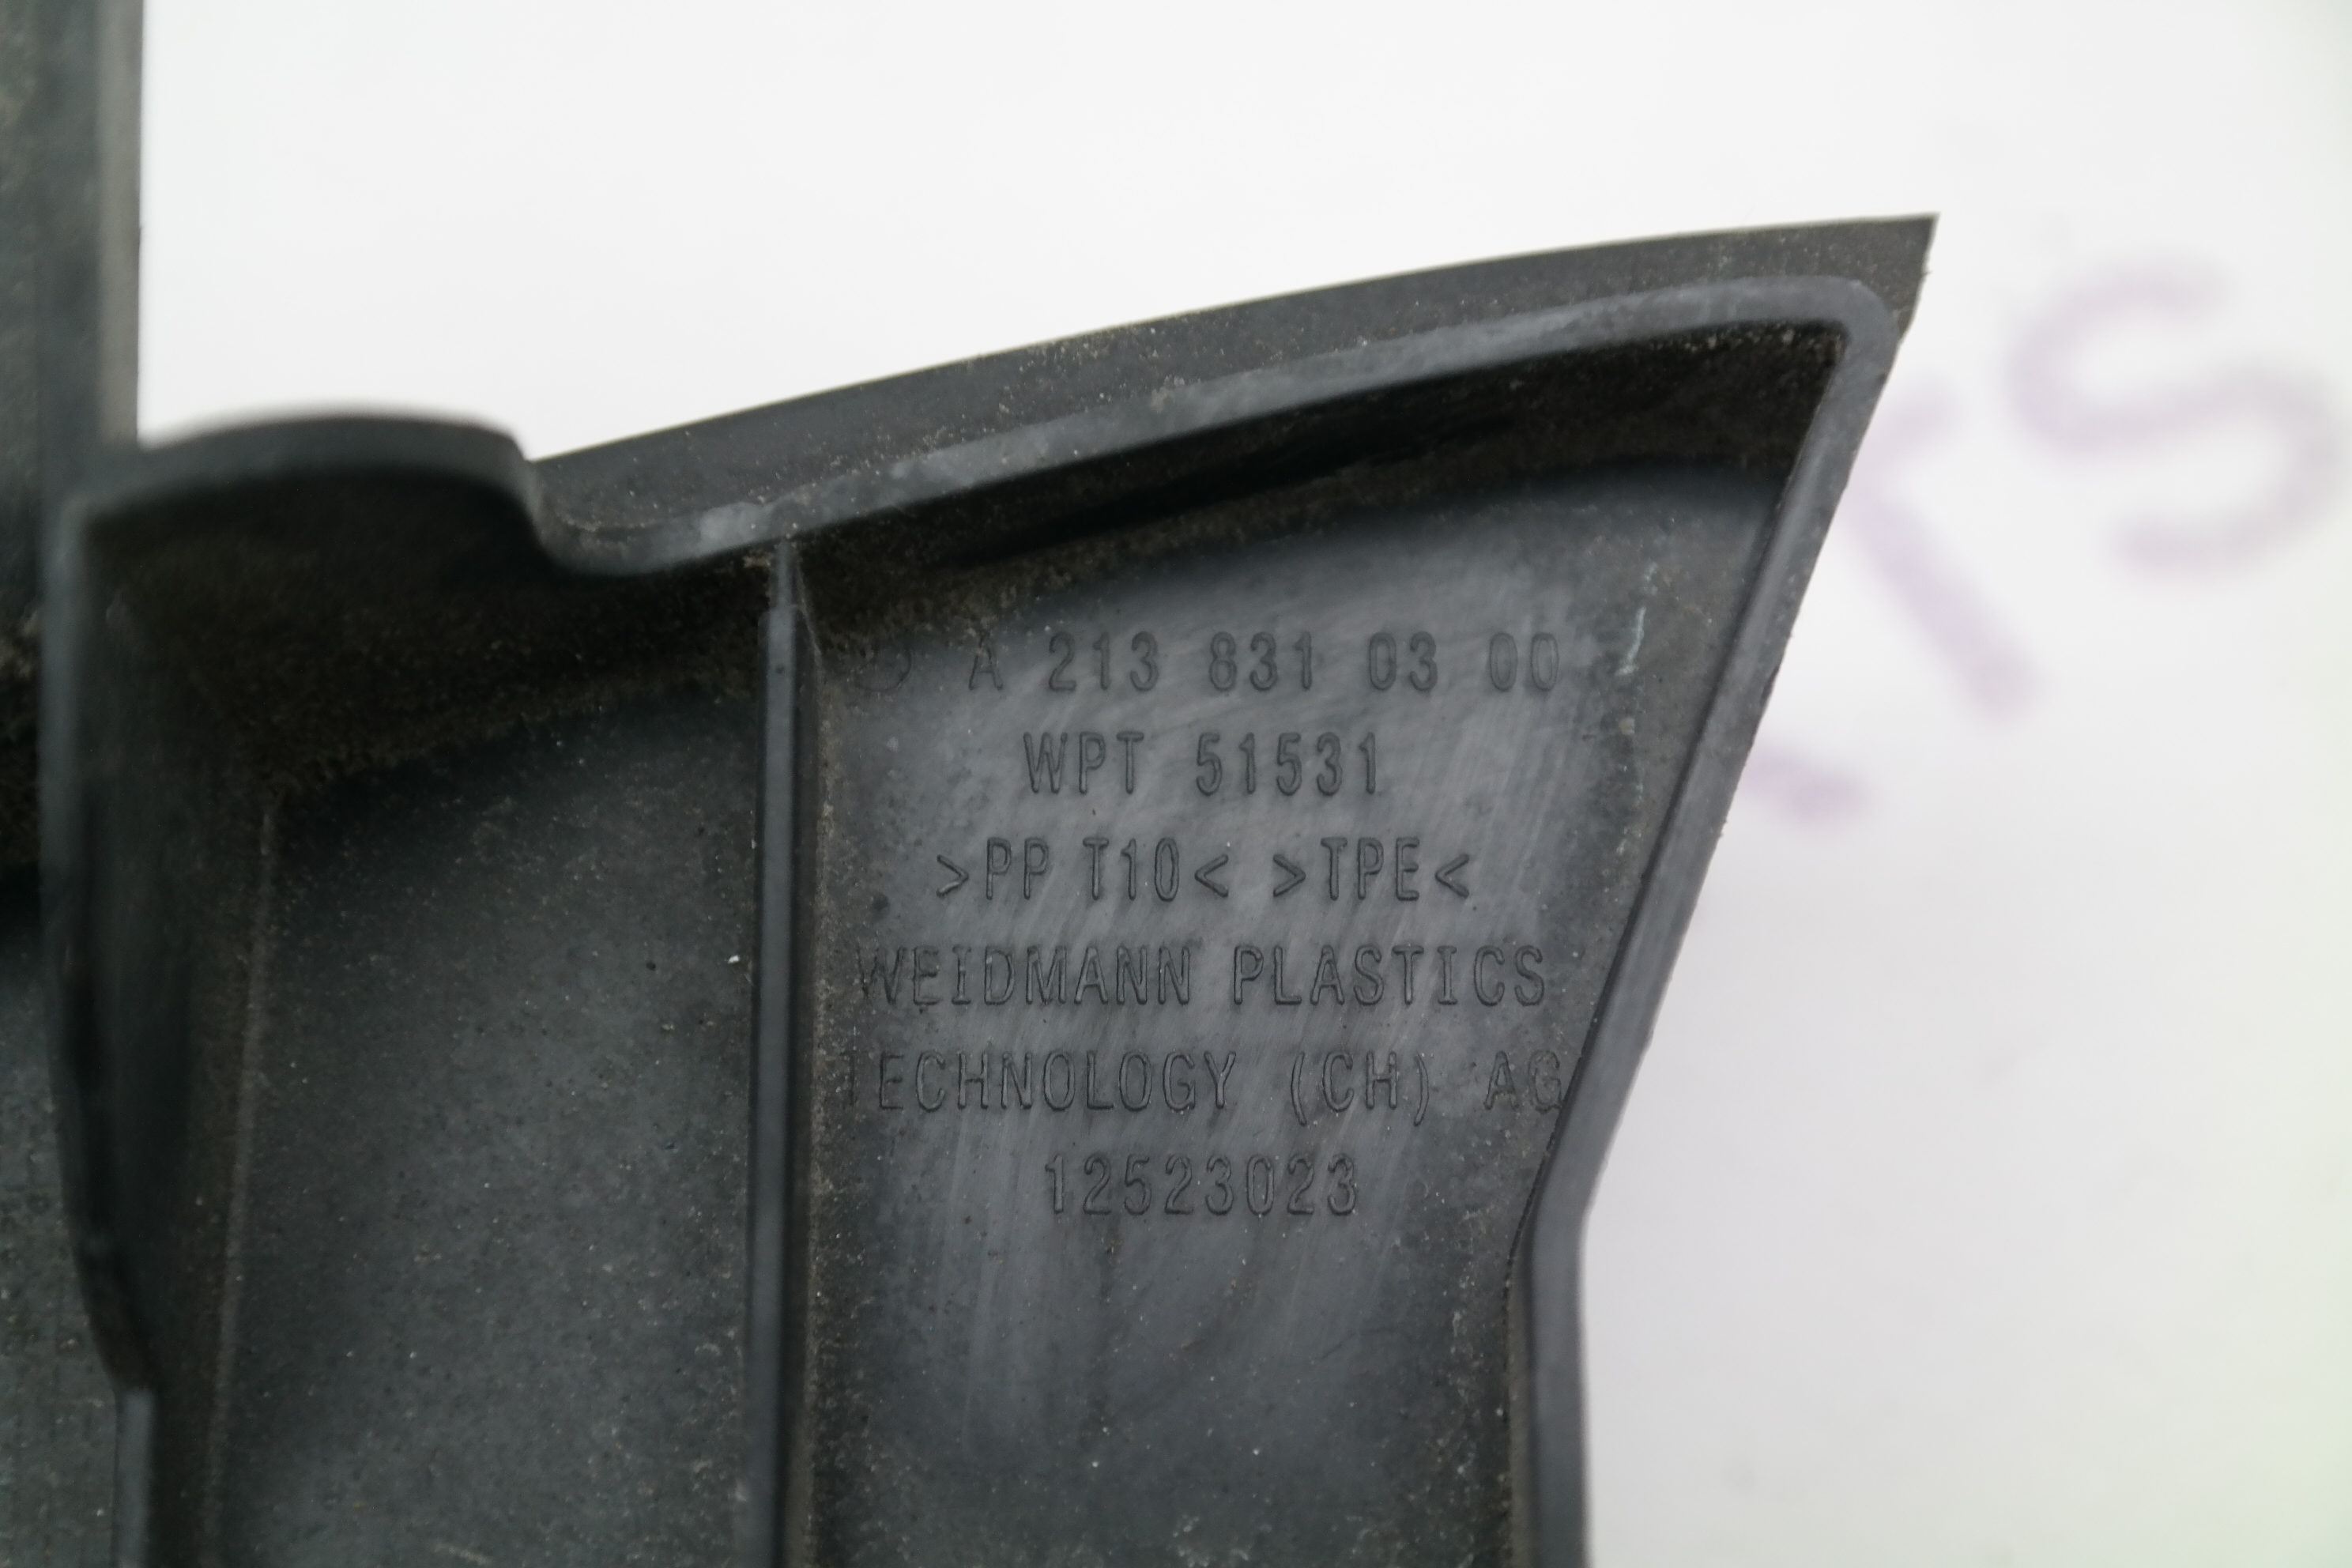 A 213 831 03 00
WPT 51531
>PP T10< >TPE<
WEIDMANN PLASTICS
TECHNOLOGY (CH) AG
12523023